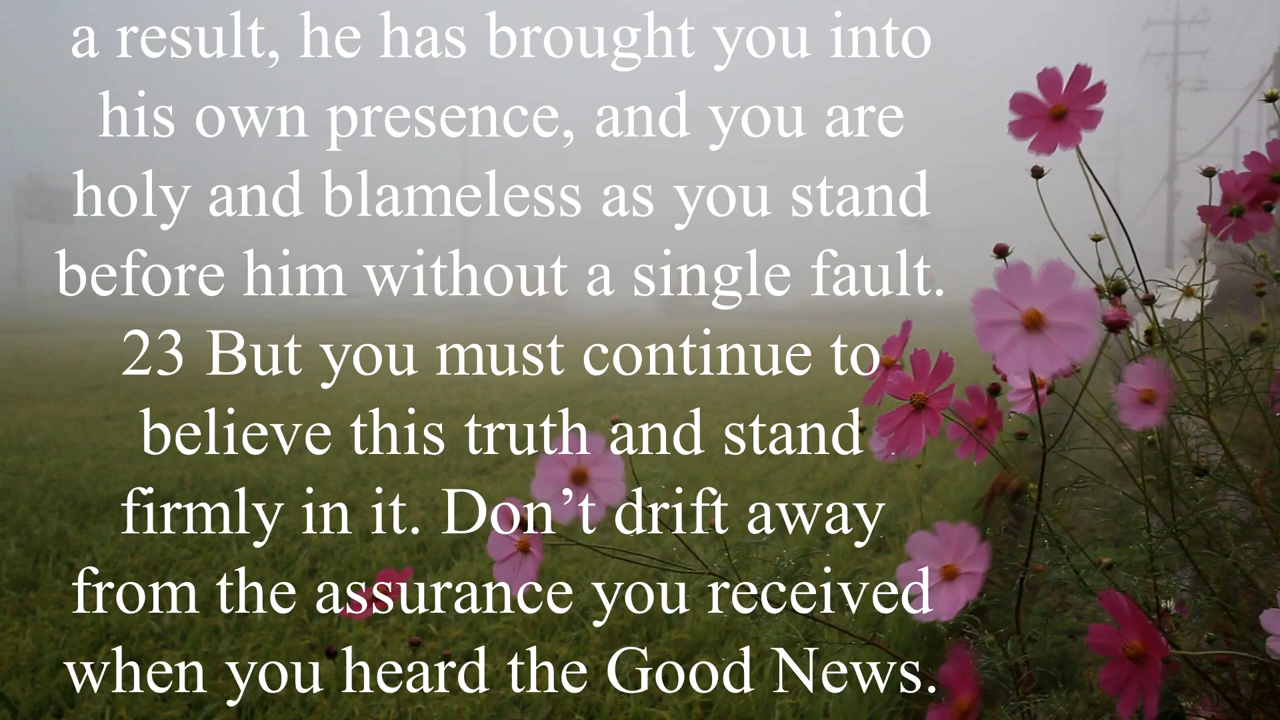 a result, he has brought you into
his own presence, and you are
holy and blameless as you stand
before him without a single fault.
23 But you must continue to
believe this truth and stand
firmly in it. Don’t drift away
from the assurance you received
when you heard the Good News.